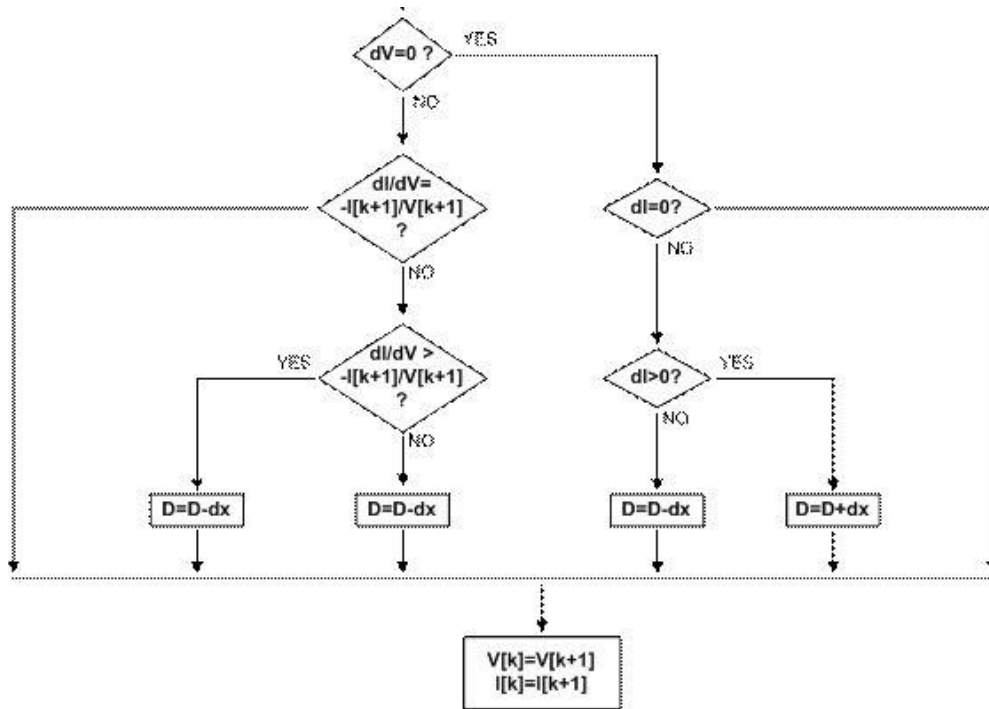 dV=0 ?
YES
NO
dI/dV=
-I[k+1]/V[k+1]
?
dI=0?
NO
NO
YES
dI/dV >
-I[k+1]/V[k+1]
?
YES
dI>0?
YES
NO
NO
D=D-dx
D=D-dx
D=D-dx
D=D+dx
V[k]=V[k+1]
I[k]=I[k+1]